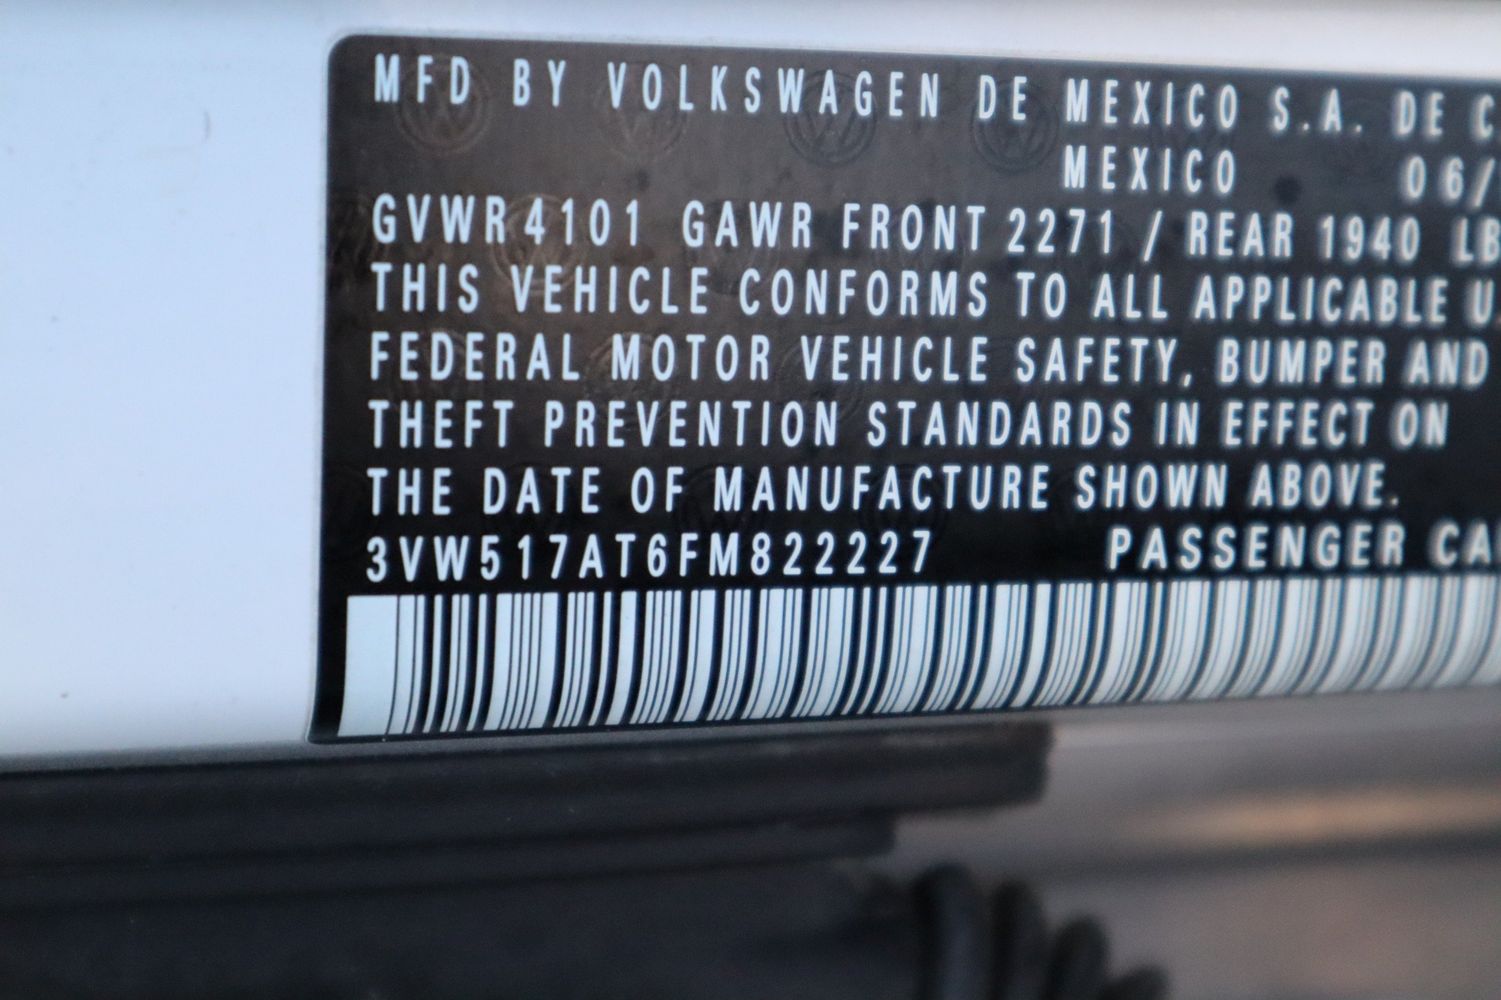 MFD BY VOLKSWAGEN DE MEXICO S.A. DE C
MEXICO 06/
GVWR 4101 GAWR FRONT 2271 / REAR 1940 LB
THIS VEHICLE CONFORMS TO ALL APPLICABLE U.
FEDERAL MOTOR VEHICLE SAFETY, BUMPER AND
THEFT PREVENTION STANDARDS IN EFFECT ON
THE DATE OF MANUFACTURE SHOWN ABOVE.
3VW517AT6FM822227 PASSENGER CA